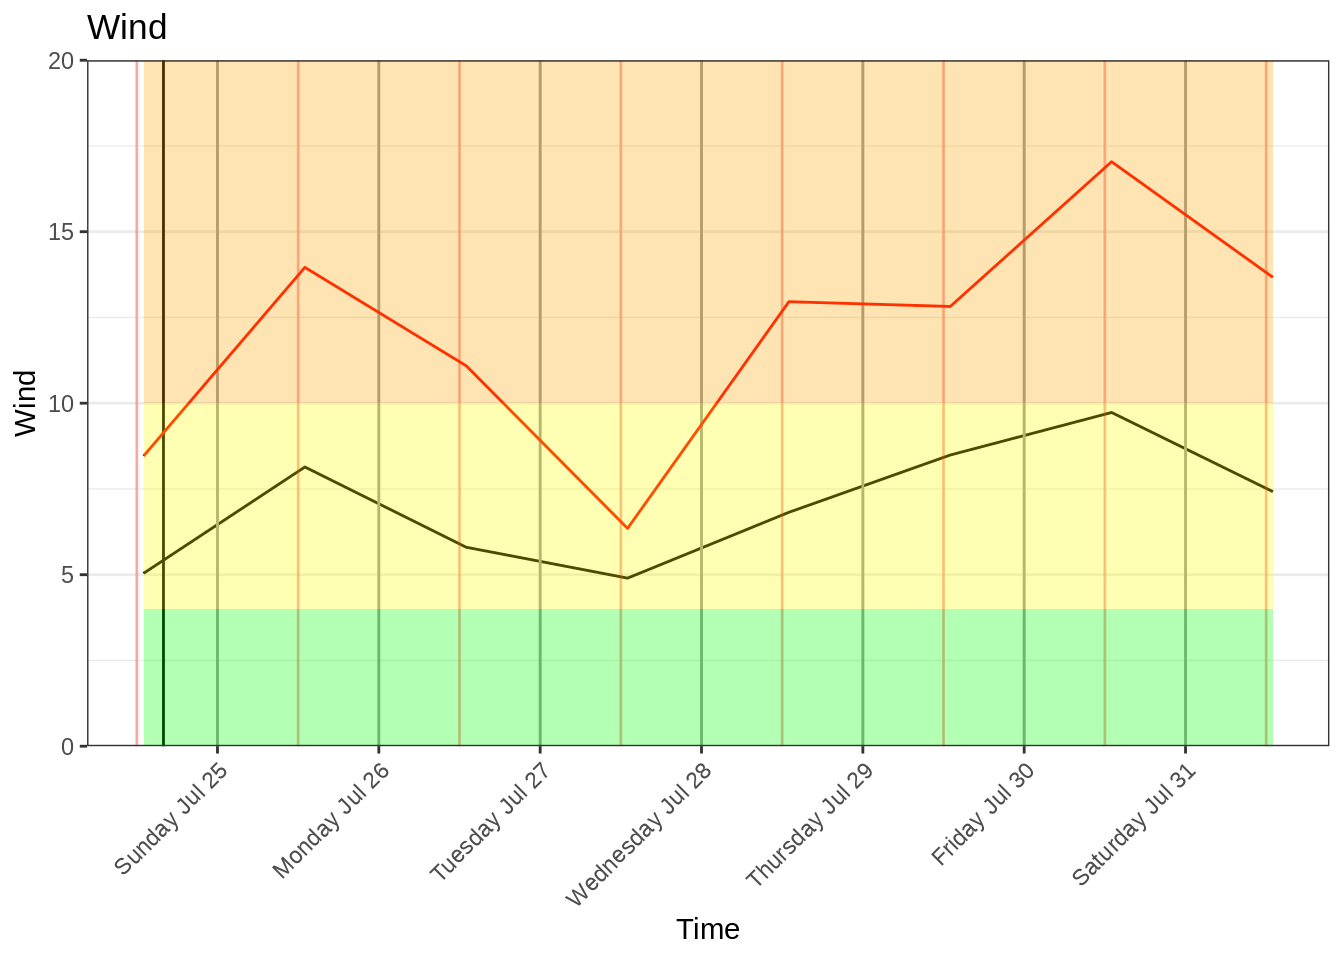 Wind
20
15
10
5
0
Wind
Sunday Jul 25
Monday Jul 26
Tuesday Jul 27
Wednesday Jul 28
Thursday Jul 29
Friday Jul 30
Saturday Jul 31
Time